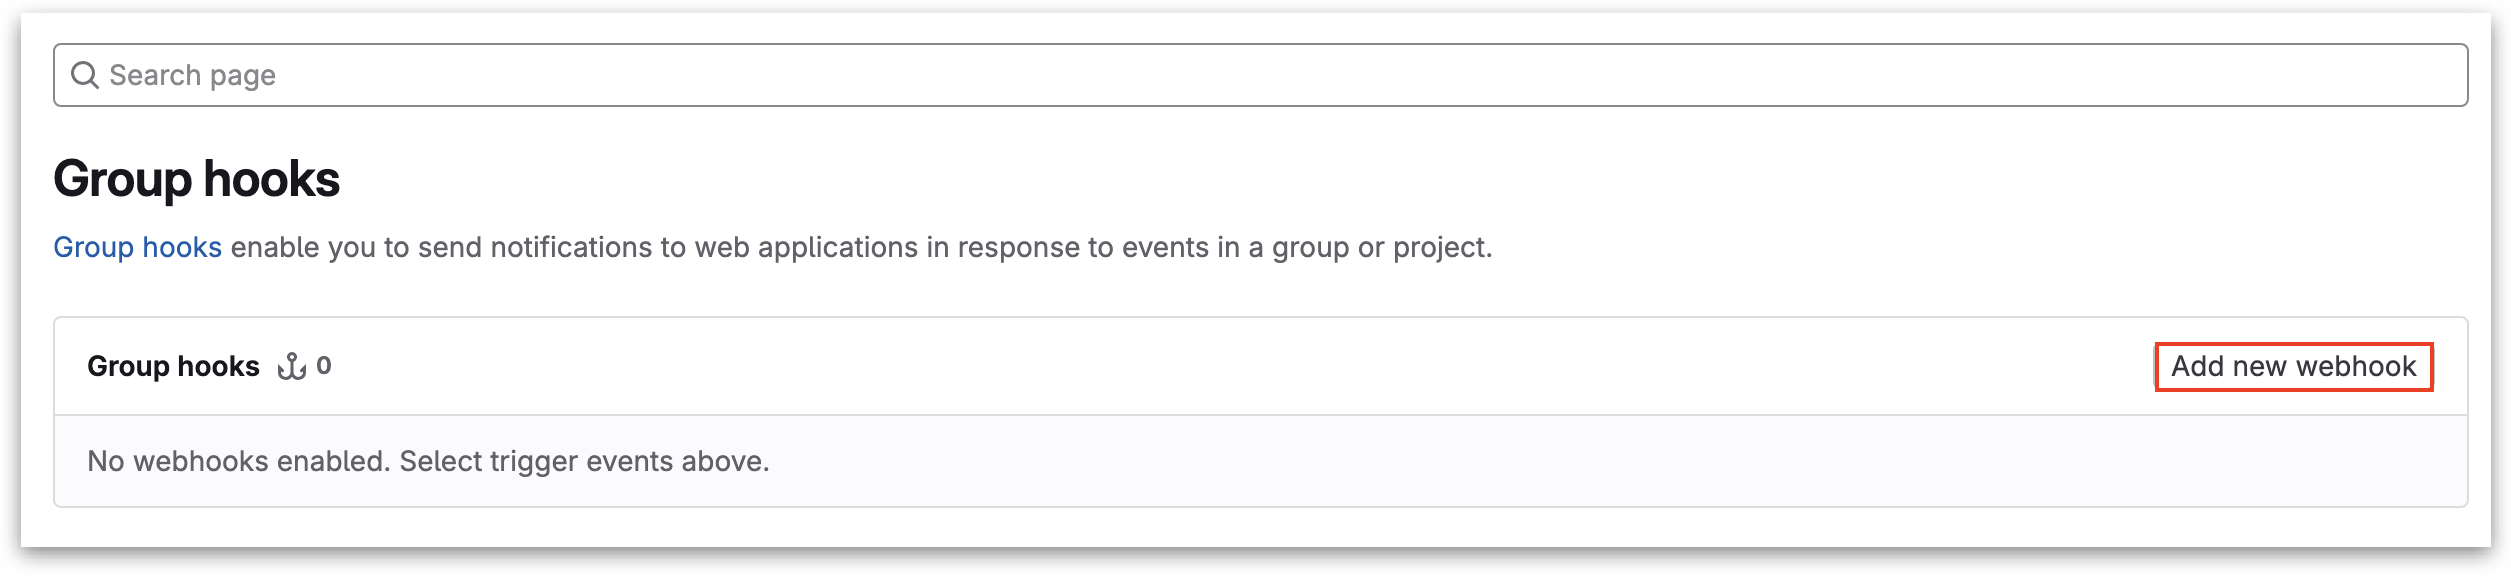 Search page
Group hooks
Group hooks enable you to send notifications to web applications in response to events in a group or project.
Group hooks 0
Add new webhook
No webhooks enabled. Select trigger events above.